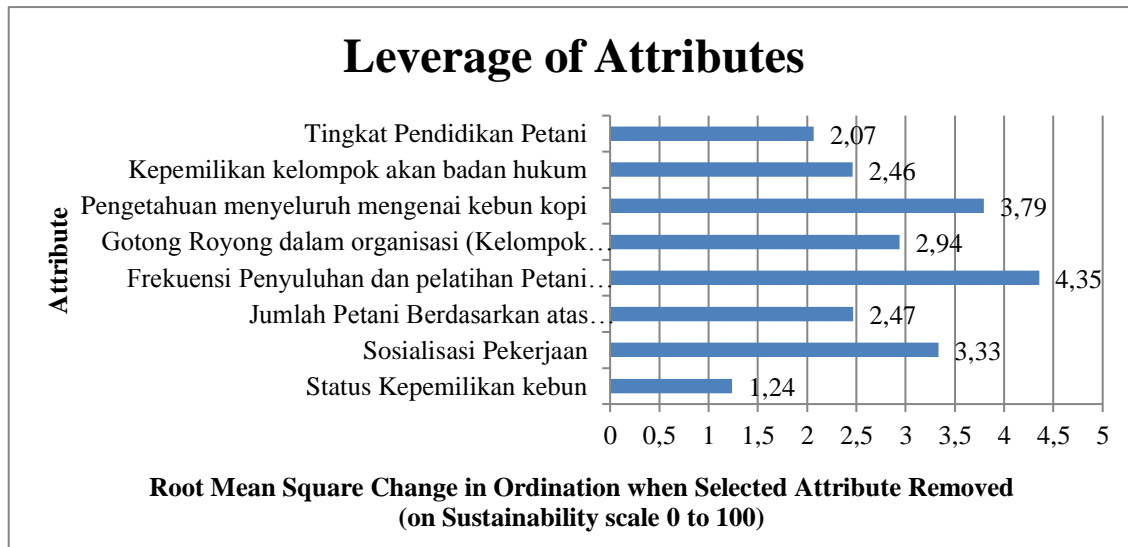 Leverage of Attributes
Attribute
Tingkat Pendidikan Petani
2,07
Kepemilikan kelompok akan badan hukum
2,46
Pengetahuan menyeluruh mengenai kebun kopi
3,79
Gotong Royong dalam organisasi (Kelompok…
2,94
Frekuensi Penyuluhan dan pelatihan Petani…
4,35
Jumlah Petani Berdasarkan atas…
2,47
Sosialisasi Pekerjaan
3,33
Status Kepemilikan kebun
1,24
0 0,5 1 1,5 2 2,5 3 3,5 4 4,5 5
Root Mean Square Change in Ordination when Selected Attribute Removed
(on Sustainability scale 0 to 100)